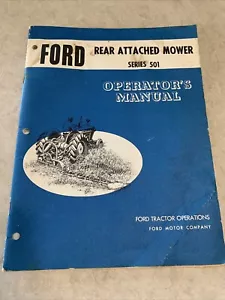 FORD
REAR ATTACHED MOWER
SERIES 501
OPERATOR'S
MANUAL
FORD TRACTOR OPERATIONS
FORD MOTOR COMPANY